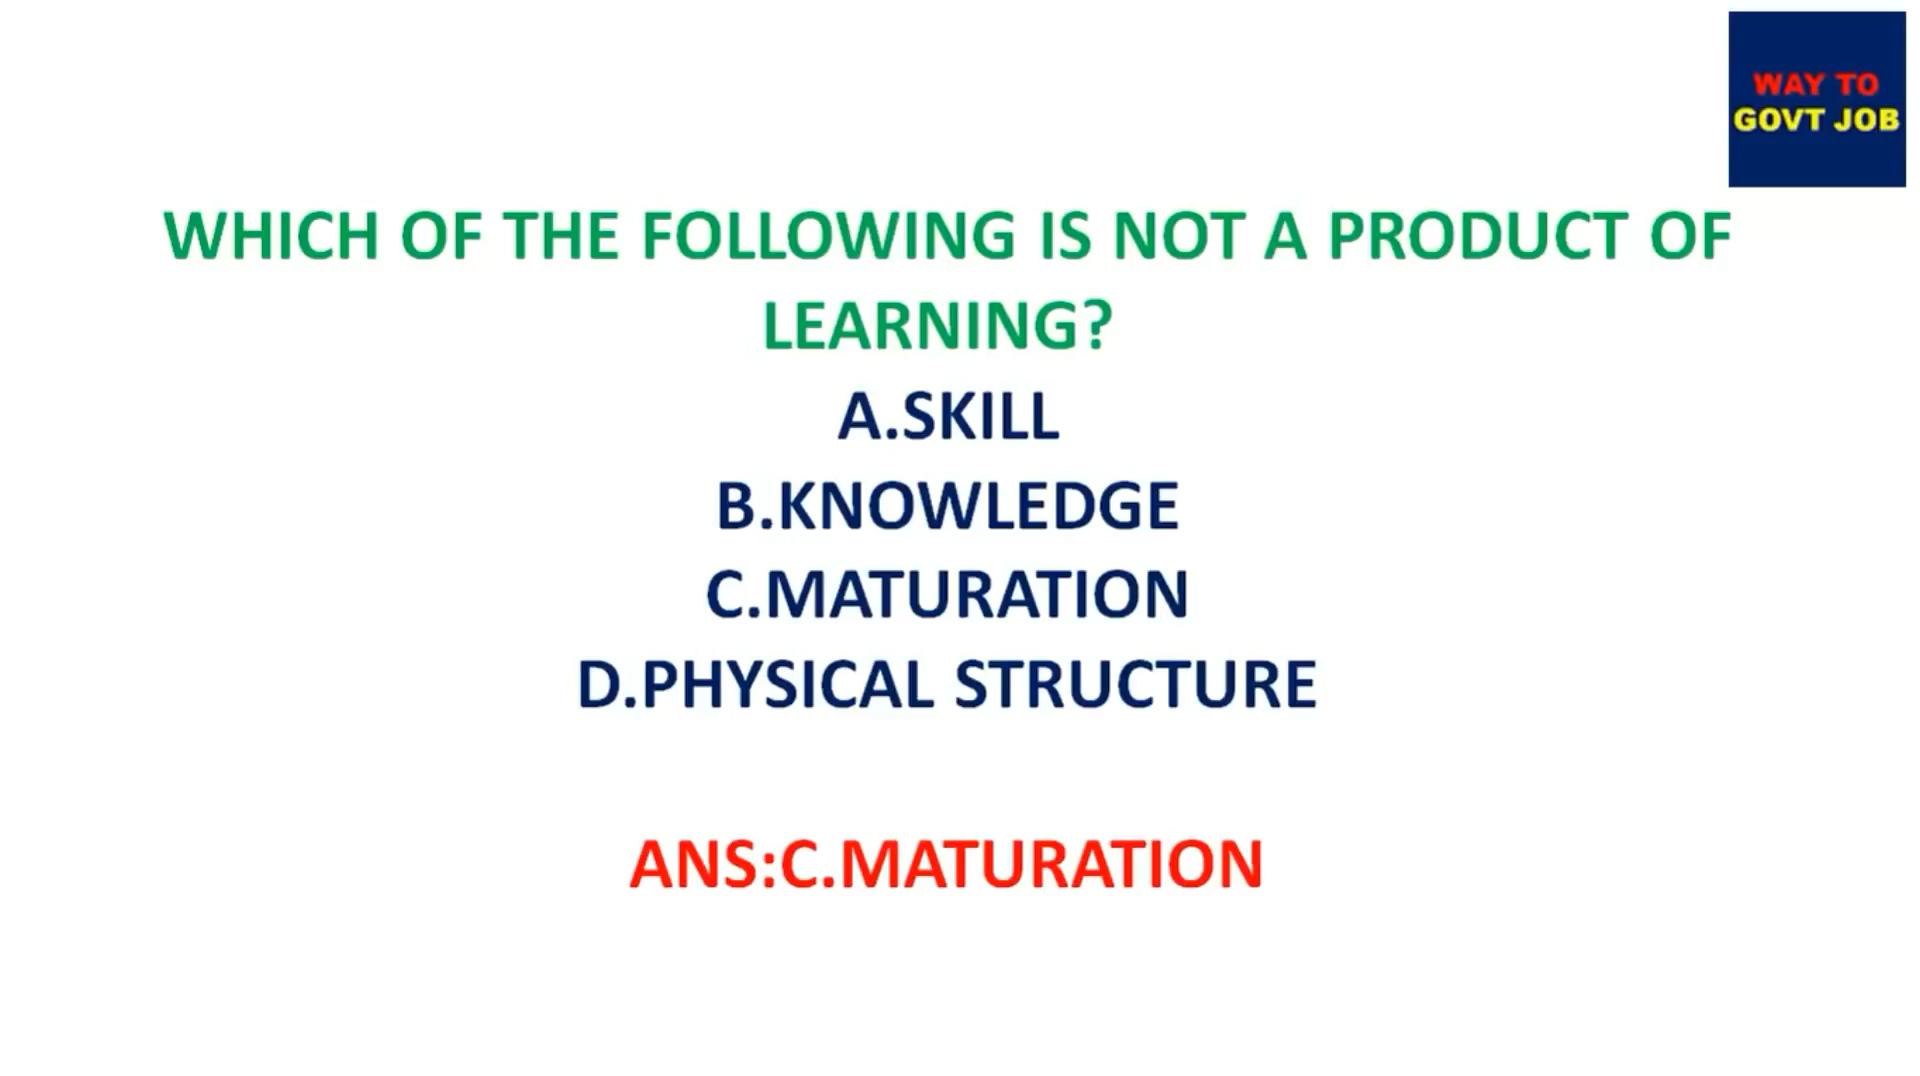 WAY TO
GOVT JOB
WHICH OF THE FOLLOWING IS NOT A PRODUCT OF
LEARNING?
A.SKILL
B.KNOWLEDGE
C.MATURATION
D.PHYSICAL STRUCTURE
ANS:C.MATURATION